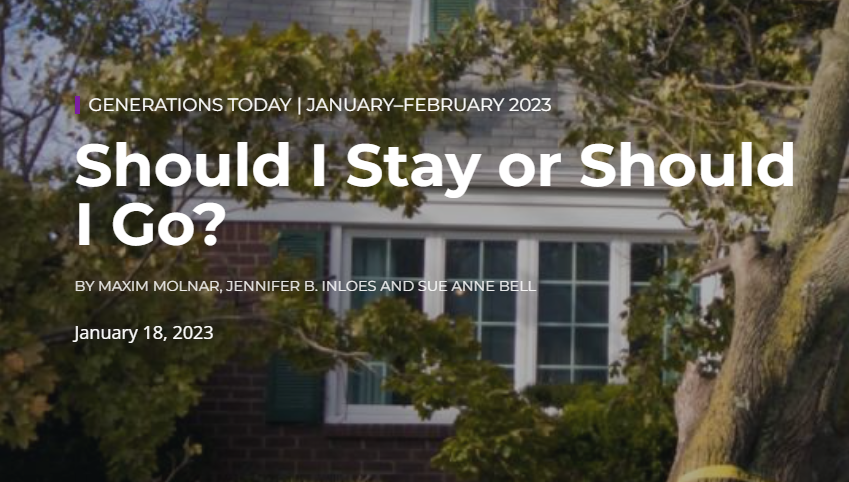 GENERATIONS TODAY | JANUARY–FEBRUARY 2023
Should I Stay or Should
I Go?
BY MAXIM MOLNAR, JENNIFER B. INLOES AND SUE ANNE BELL
January 18, 2023